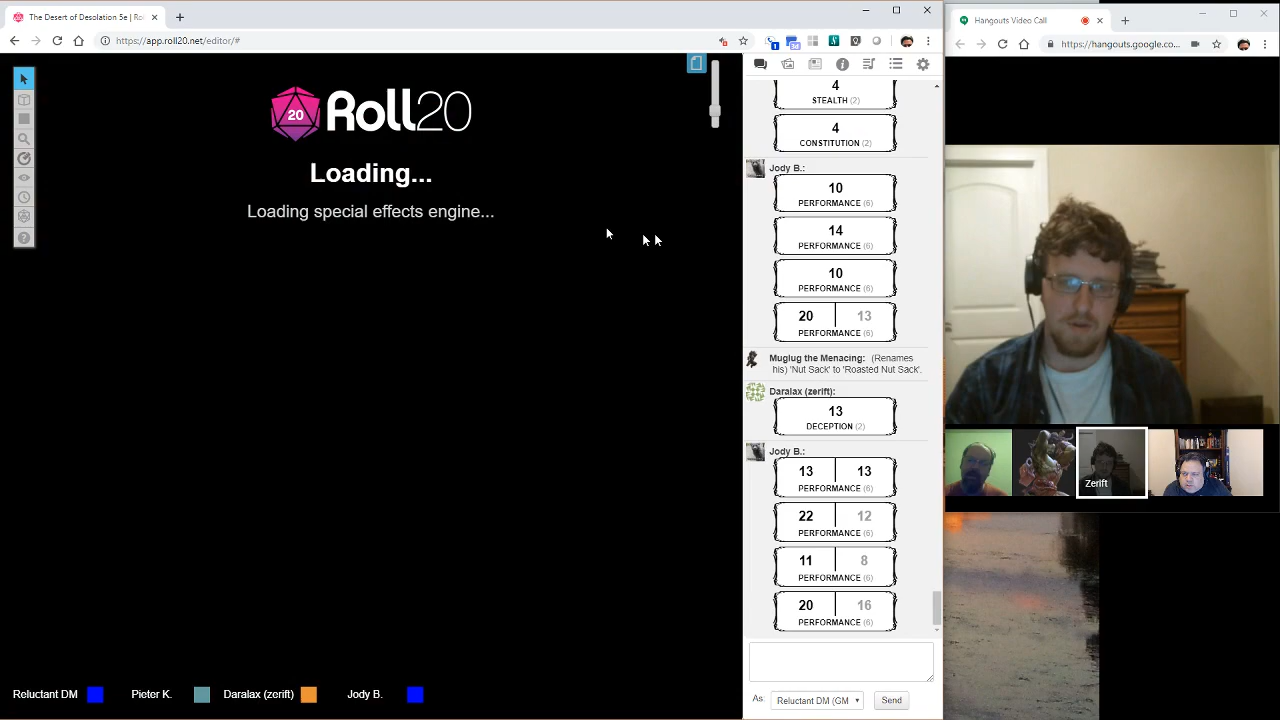 The Desert of Desolation 5e | Rol
https://app.roll20.net/editor/#
20
Roll20
Loading...
Loading special effects engine...
4
STEALTH (2)
4
CONSTITUTION (2)
Jody B.:
10
PERFORMANCE (6)
14
PERFORMANCE (6)
10
PERFORMANCE (6)
20 13
PERFORMANCE (6)
Muglug the Menacing: (Renames
his) 'Nut Sack' to 'Roasted Nut Sack'.
Daralax (zerift):
13
DECEPTION (2)
Jody B.:
13 13
PERFORMANCE (6)
22 12
PERFORMANCE (6)
11 8
PERFORMANCE (6)
20 16
PERFORMANCE (6)
As: Reluctant DM (GM
Send
Reluctant DM
Pieter K.
Daralax (zerift)
Jody B.
Hangouts Video Call
https://hangouts.google.co...
Zerift